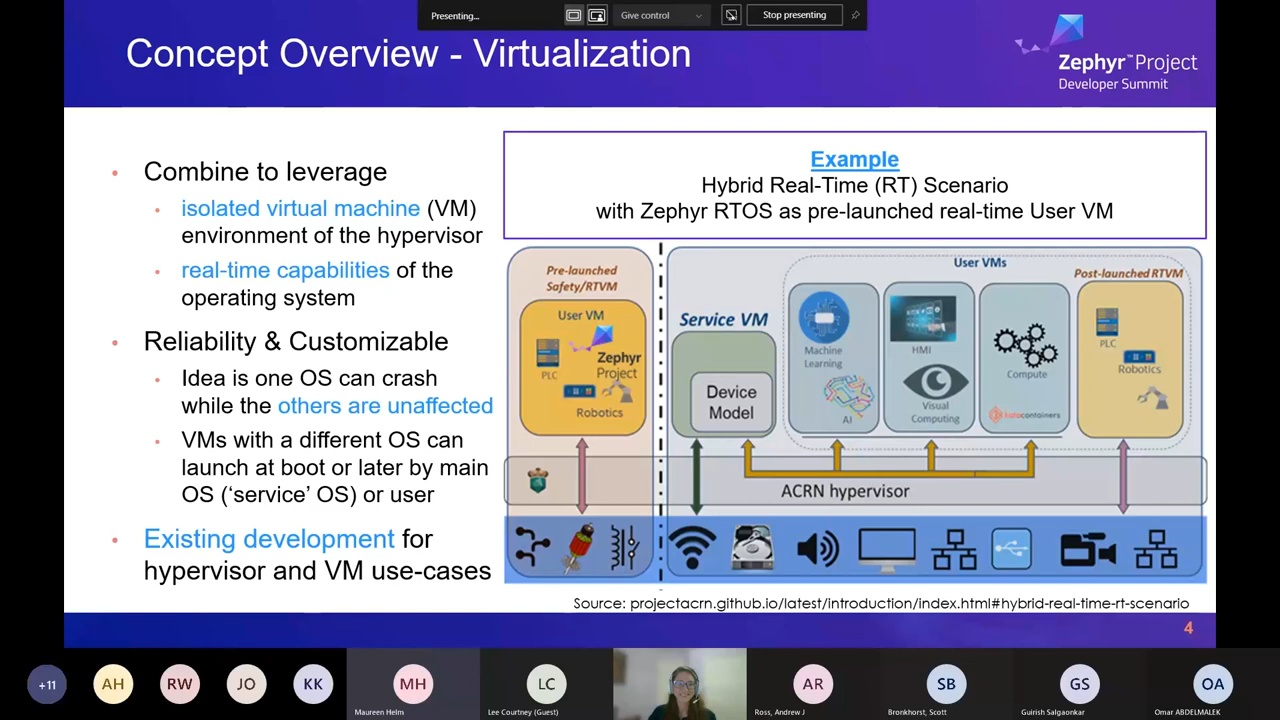 Presenting...
Give control
Stop presenting
Concept Overview - Virtualization
Zephyr™Project
Developer Summit
• Combine to leverage
• isolated virtual machine (VM)
environment of the hypervisor
• real-time capabilities of the
operating system
• Reliability & Customizable
• Idea is one OS can crash
while the others are unaffected
• VMs with a different OS can
launch at boot or later by main
OS (‘service’ OS) or user
• Existing development for
hypervisor and VM use-cases
Example
Hybrid Real-Time (RT) Scenario
with Zephyr RTOS as pre-launched real-time User VM
Pre-launched
Safety/RTVM
User VM
Zephyr
Project
PLC
Robotics
Service VM
Device
Model
User VMs
Machine
Learning
AI
HMI
Visual
Computing
Compute
katacontainers
Post-launched RTVM
PLC
Robotics
ACRN hypervisor
Source: projectacrn.github.io/latest/introduction/index.html#hybrid-real-time-rt-scenario
4
+11
AH
RW
JO
KK
MH
Maureen Helm
LC
Lee Courtney (Guest)
AR
Ross, Andrew J
SB
Bronkhorst, Scott
GS
Guirish Salgaonkar
OA
Omar ABDELMALEK